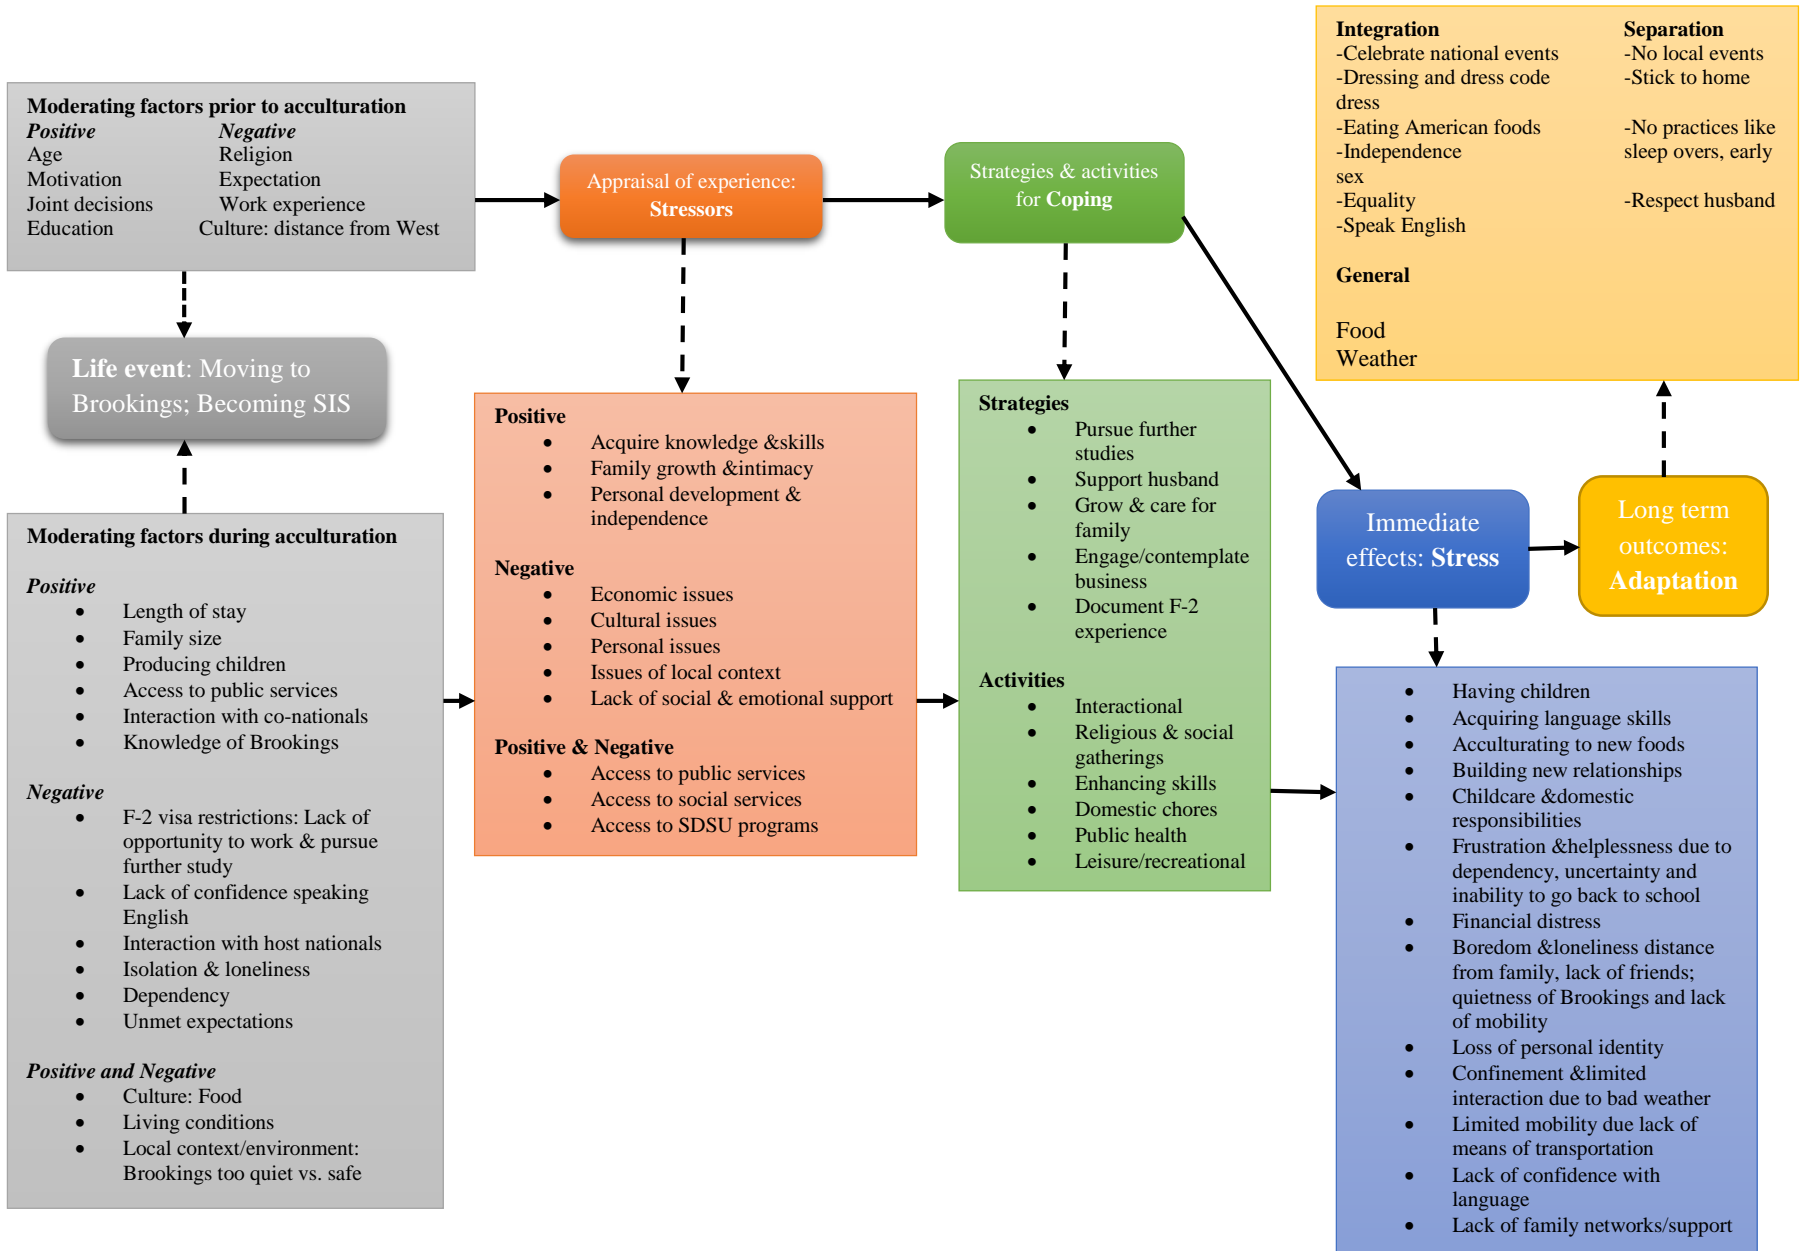 Moderating factors prior to acculturation
Positive Negative
Age Religion
Motivation Expectation
Joint decisions Work experience
Education Culture: distance from West
Life event: Moving to
Brookings; Becoming SIS
Moderating factors during acculturation
Positive
• Length of stay
• Family size
• Producing children
• Access to public services
• Interaction with co-nationals
• Knowledge of Brookings
Negative
• F-2 visa restrictions: Lack of
opportunity to work & pursue
further study
• Lack of confidence speaking
English
• Interaction with host nationals
• Isolation & loneliness
• Dependency
• Unmet expectations
Positive and Negative
• Culture: Food
• Living conditions
• Local context/environment:
Brookings too quiet vs. safe
Appraisal of experience:
Stressors
Positive
• Acquire knowledge &skills
• Family growth &intimacy
• Personal development &
independence
Negative
• Economic issues
• Cultural issues
• Personal issues
• Issues of local context
• Lack of social & emotional support
Positive & Negative
• Access to public services
• Access to social services
• Access to SDSU programs
Strategies & activities
for Coping
Strategies
• Pursue further
studies
• Support husband
• Grow & care for
family
• Engage/contemplate
business
• Document F-2
experience
Activities
• Interactional
• Religious & social
gatherings
• Enhancing skills
• Domestic chores
• Public health
• Leisure/recreational
Immediate
effects: Stress
• Having children
• Acquiring language skills
• Acculturating to new foods
• Building new relationships
• Childcare &domestic
responsibilities
• Frustration &helplessness due to
dependency, uncertainty and
inability to go back to school
• Financial distress
• Boredom &loneliness distance
from family, lack of friends;
quietness of Brookings and lack
of mobility
• Loss of personal identity
• Confinement &limited
interaction due to bad weather
• Limited mobility due lack of
means of transportation
• Lack of confidence with
language
• Lack of family networks/support
Long term
outcomes:
Adaptation
Integration Separation
-Celebrate national events -No local events
-Dressing and dress code -Stick to home
dress
-Eating American foods -No practices like
-Independence sleep overs, early
sex
-Equality -Respect husband
-Speak English
General
Food
Weather